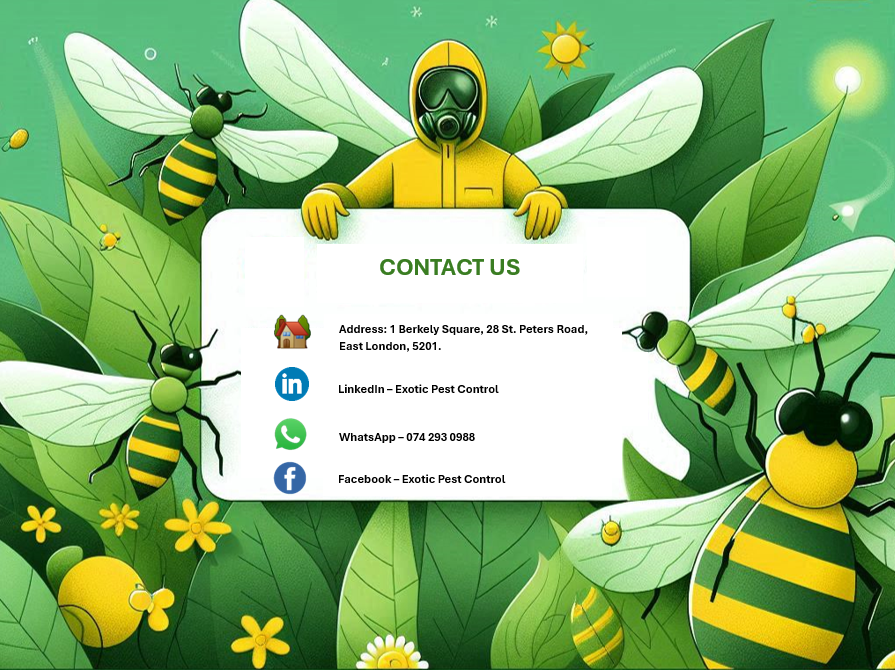 CONTACT US
Address: 1 Berkely Square, 28 St. Peters Road,
East London, 5201.
in
LinkedIn – Exotic Pest Control
WhatsApp – 074 293 0988
f
Facebook – Exotic Pest Control